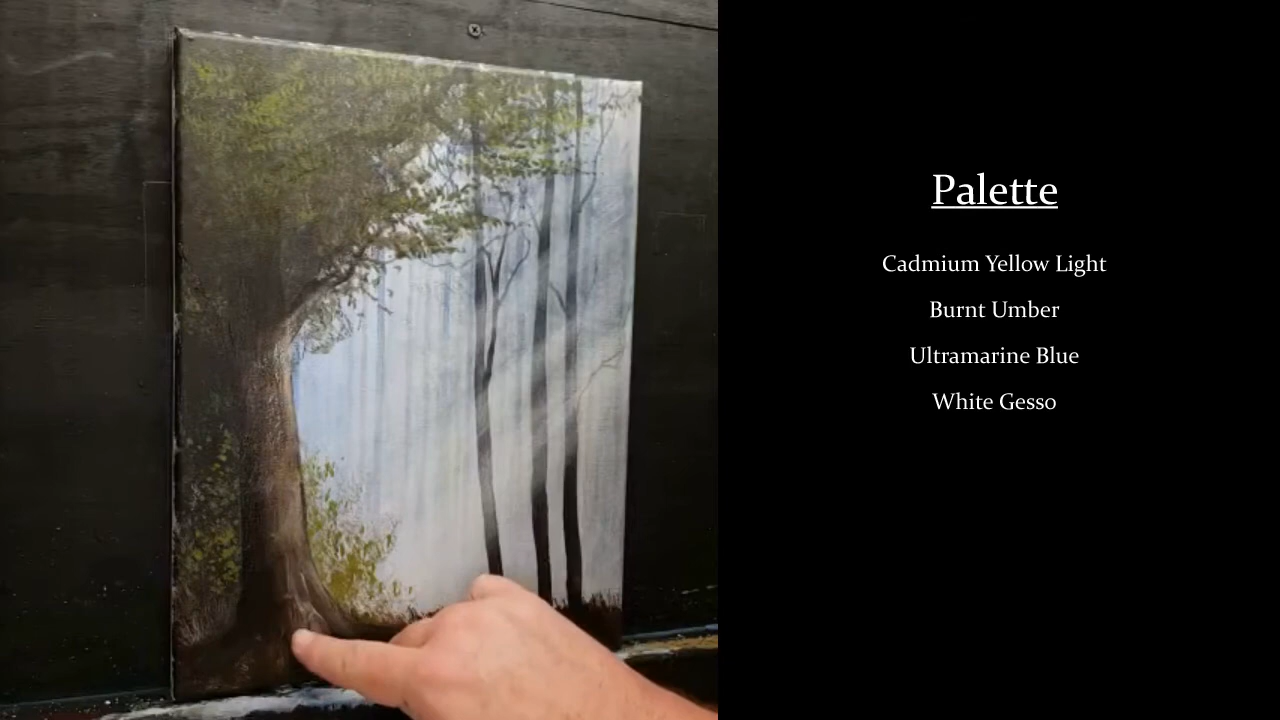 Palette
Cadmium Yellow Light
Burnt Umber
Ultramarine Blue
White Gesso